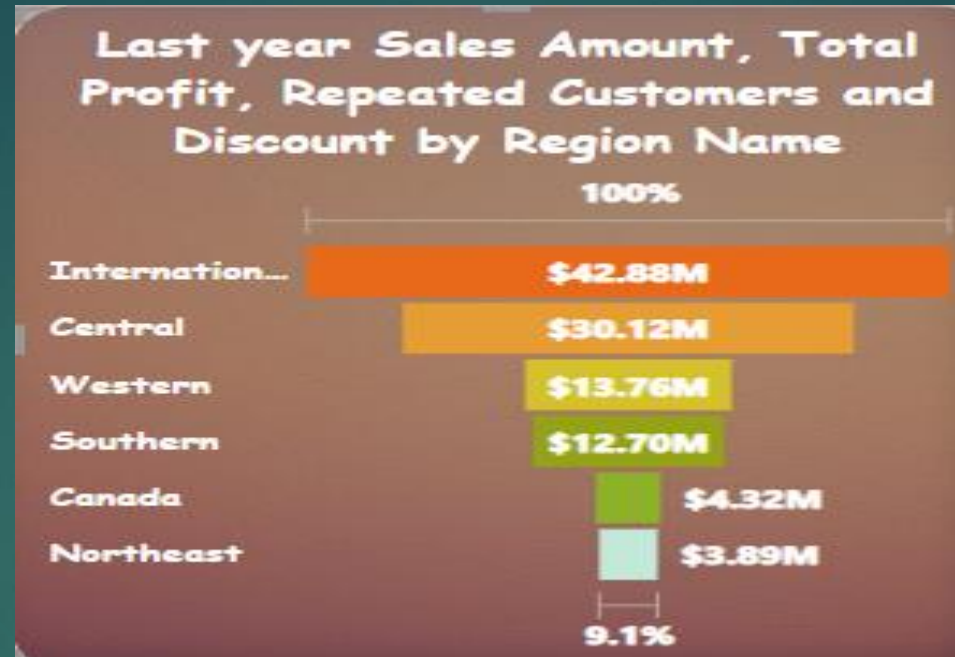 Last year Sales Amount, Total
Profit, Repeated Customers and
Discount by Region Name
100%
Internation... $42.88M
Central $30.12M
Western $13.76M
Southern $12.70M
Canada $4.32M
Northeast $3.89M
9.1%